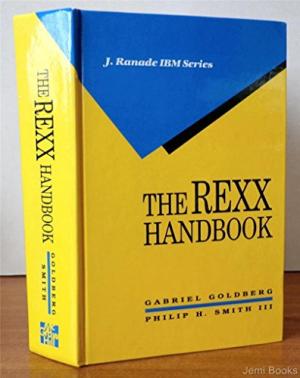 J. Ranade IBM Series
THE REXX
HANDBOOK
GABRIEL GOLDBERG
PHILIP H. SMITH III
THE REXX HANDBOOK
GOLDBERG
SMITH
Jemi Books